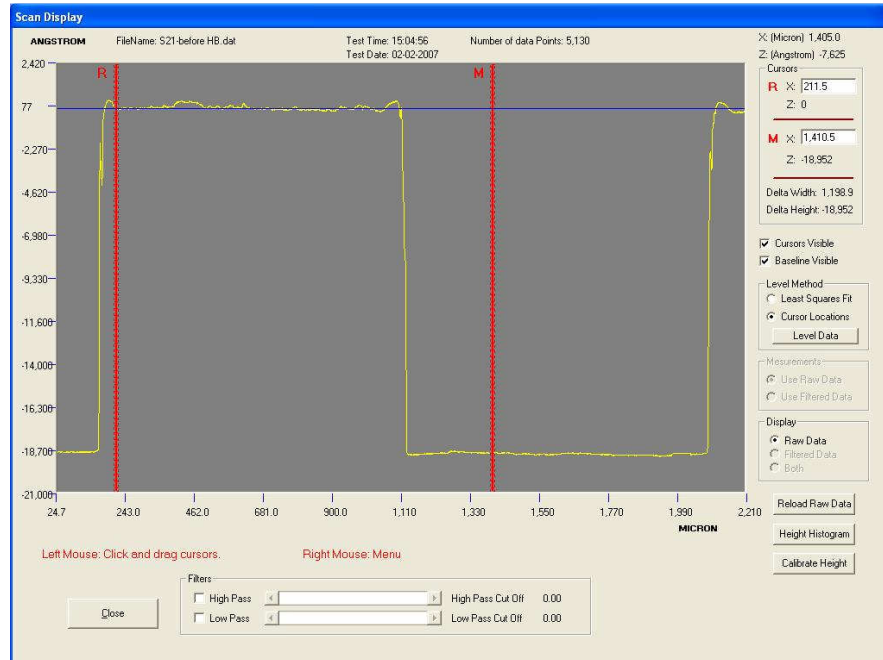 Scan Display
ANGSTROM FileName: S21-before HB.dat Test Time: 15:04:56 Number of data Points: 5,130
Test Date: 02-02-2007
X: (Micron) 1,405.0
Z: (Angstrom) -7,625
Cursors
R X: 211.5
Z: 0
M X: 1,410.5
Z: -18,952
Delta Width: 1,198.9
Delta Height: -18,952
Cursors Visible
Baseline Visible
Level Method
Least Squares Fit
Cursor Locations
Level Data
Mesurements
Use Raw Data
Use Filtered Data
Display
Raw Data
Filtered Data
Both
Reload Raw Data
Height Histogram
Calibrate Height
R M
2,420
77
-2,270
-4,620
-6,980
-9,330
-11,600
-14,000
-16,300
-18,700
-21,000
24.7 243.0 462.0 681.0 900.0 1,110 1,330 1,550 1,770 1,990 2,210
MICRON
Left Mouse: Click and drag cursors. Right Mouse: Menu
Filters
High Pass High Pass Cut Off 0.00
Low Pass Low Pass Cut Off 0.00
Close